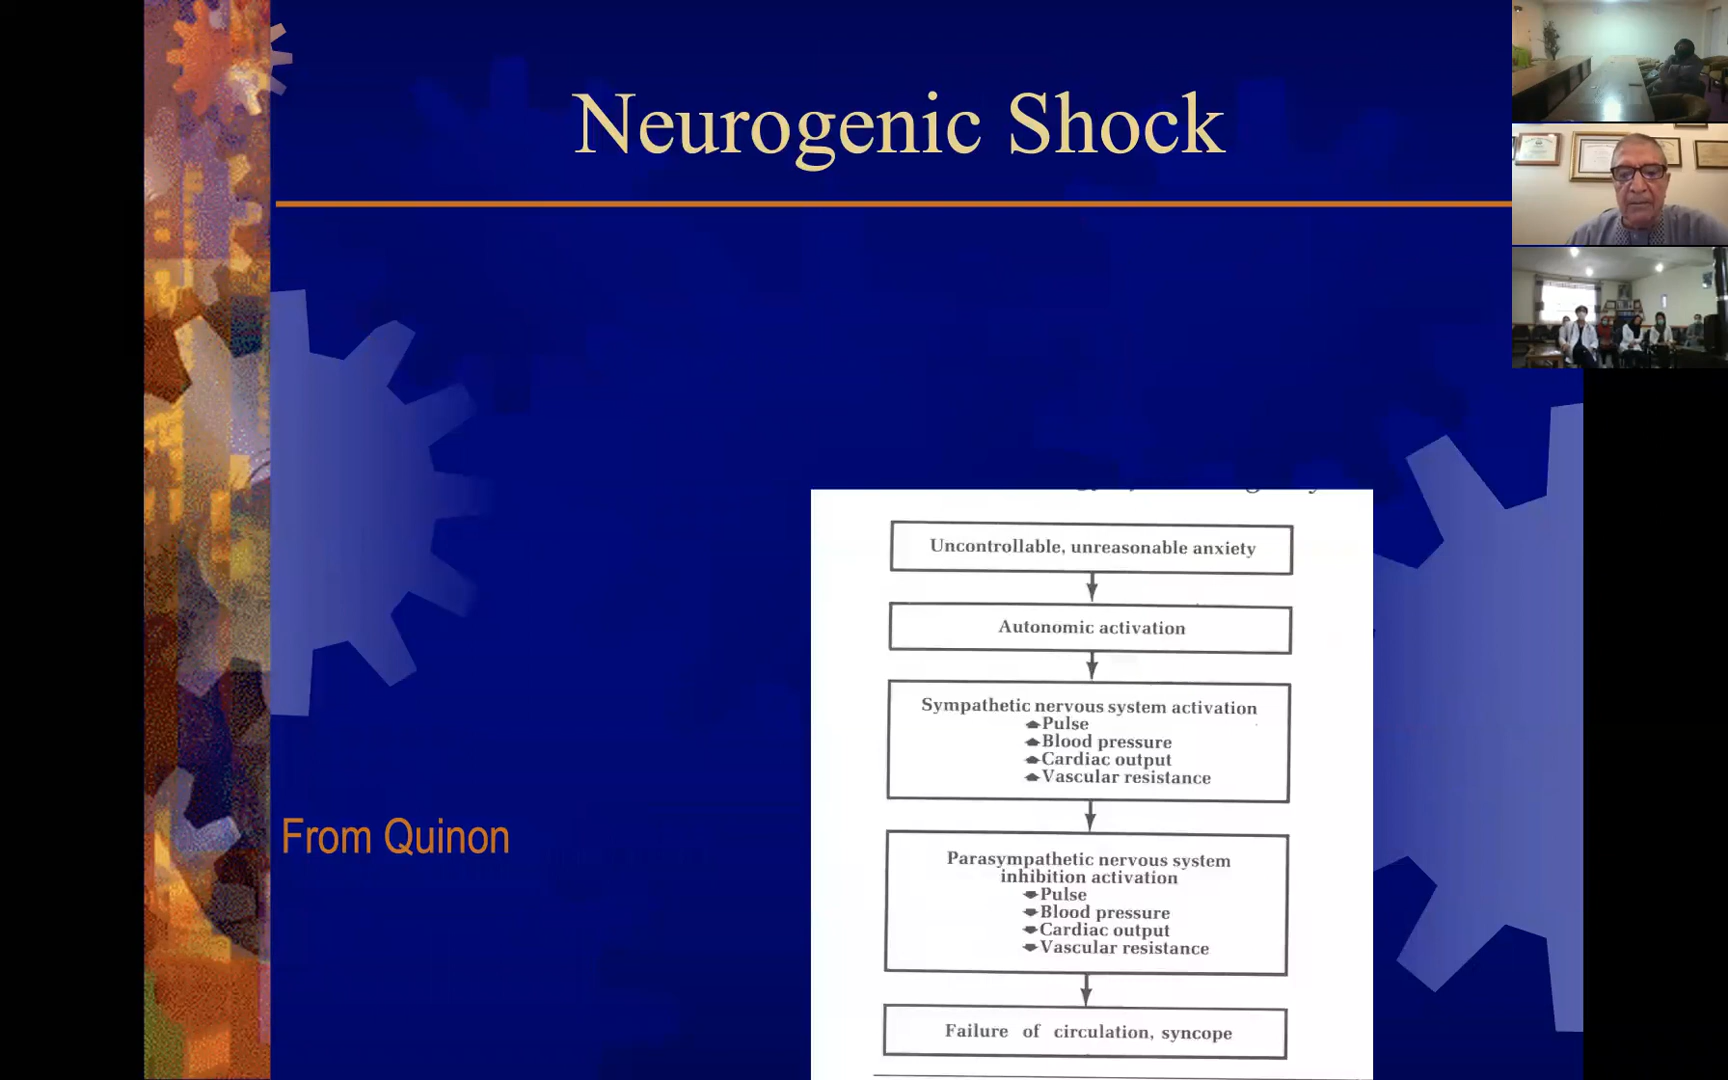 Neurogenic Shock
Uncontrollable, unreasonable anxiety
Autonomic activation
Sympathetic nervous system activation
Pulse
Blood pressure
Cardiac output
Vascular resistance
Parasympathetic nervous system
inhibition activation
Pulse
Blood pressure
Cardiac output
Vascular resistance
Failure of circulation, syncope
From Quinon